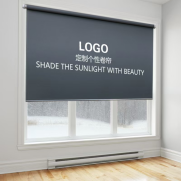 LOGO
定制个性卷帘
SHADE THE SUNLIGHT WITH BEAUTY